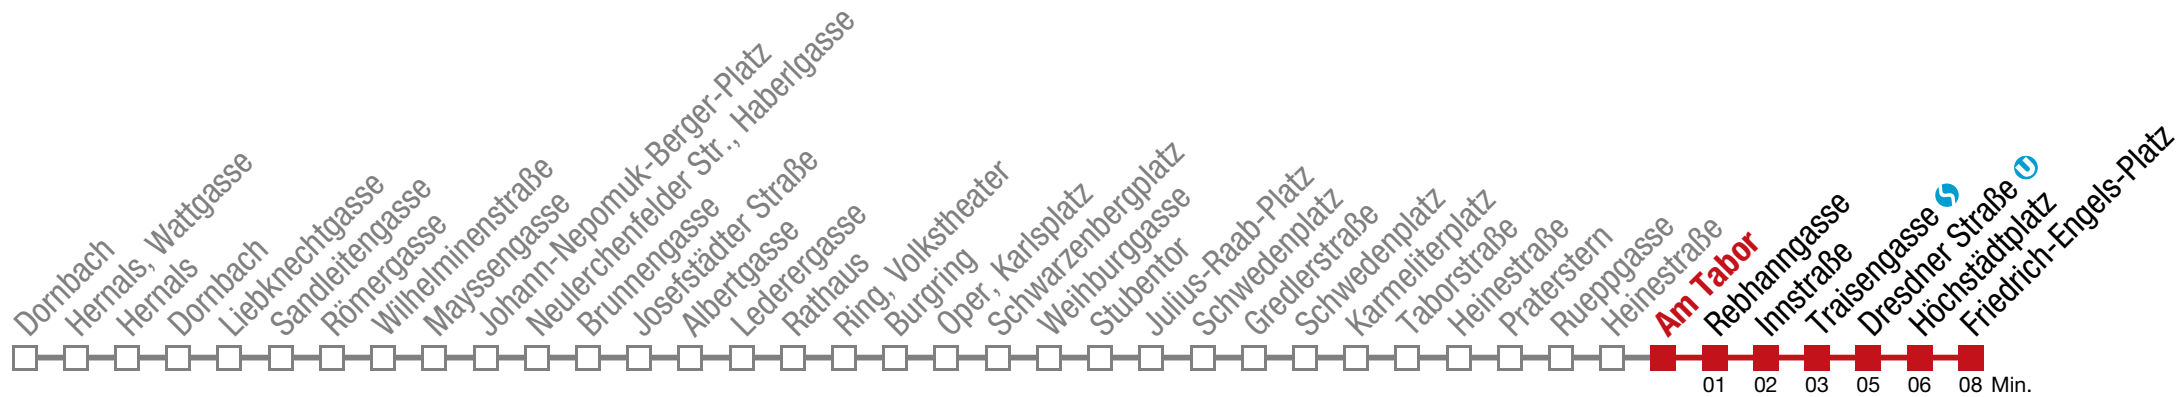 Dornbach
Hernals, Wattgasse
Hernals
Dornbach
Liebknechtgasse
Sandleitengasse
Römergasse
Wilhelminenstraße
Mayssengasse
Johann-Nepomuk-Berger-Platz
Neulerchenfelder Str., Haberlgasse
Brunnengasse
Josefstädter Straße
Albertgasse
Lederergasse
Rathaus
Ring, Volkstheater
Burgring
Oper, Karlsplatz
Schwarzenbergplatz
Weihburggasse
Stubentor
Julius-Raab-Platz
Schwedenplatz
Gredlerstraße
Schwedenplatz
Karmeliterplatz
Taborstraße
Heinestraße
Praterstern
Rueppgasse
Heinestraße
Am Tabor
Rebhanngasse
Innstraße
Traisengasse S
Dresdner Straße U
Höchstädtplatz
Friedrich-Engels-Platz
01 02 03 05 06 08 Min.